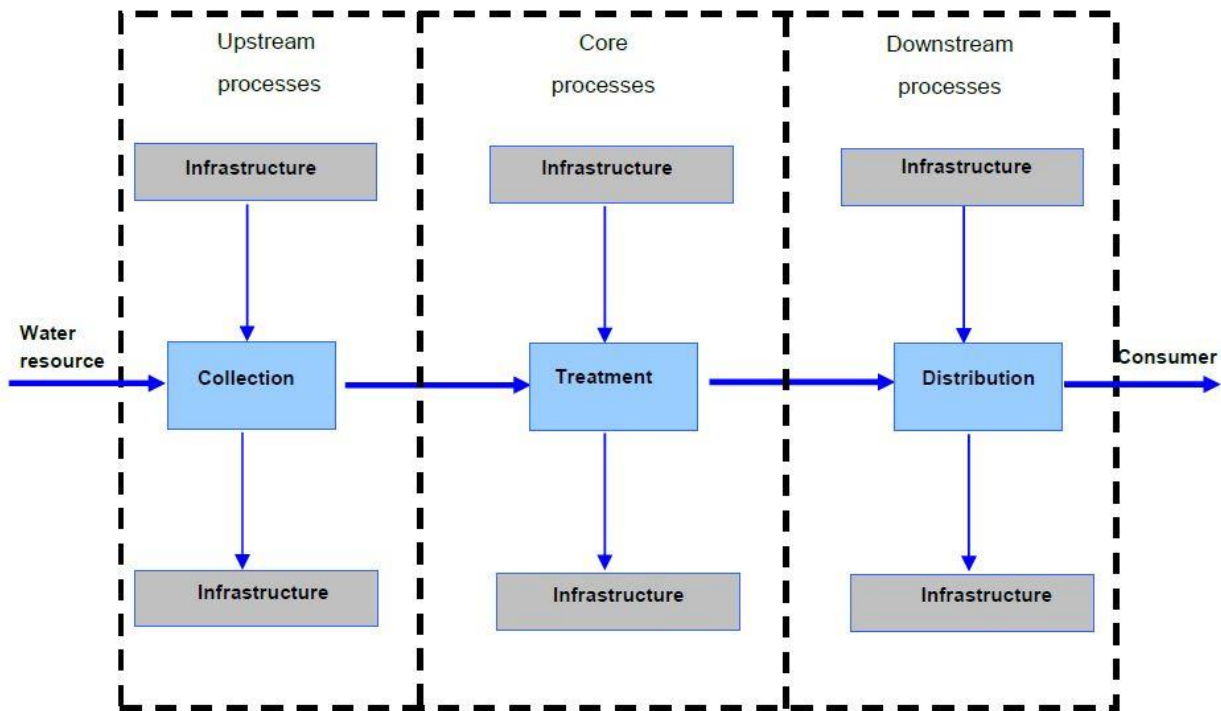 Upstream
processes
Core
processes
Downstream
processes
Infrastructure
Infrastructure
Infrastructure
Water
resource
Collection
Treatment
Distribution
Consumer
Infrastructure
Infrastructure
Infrastructure